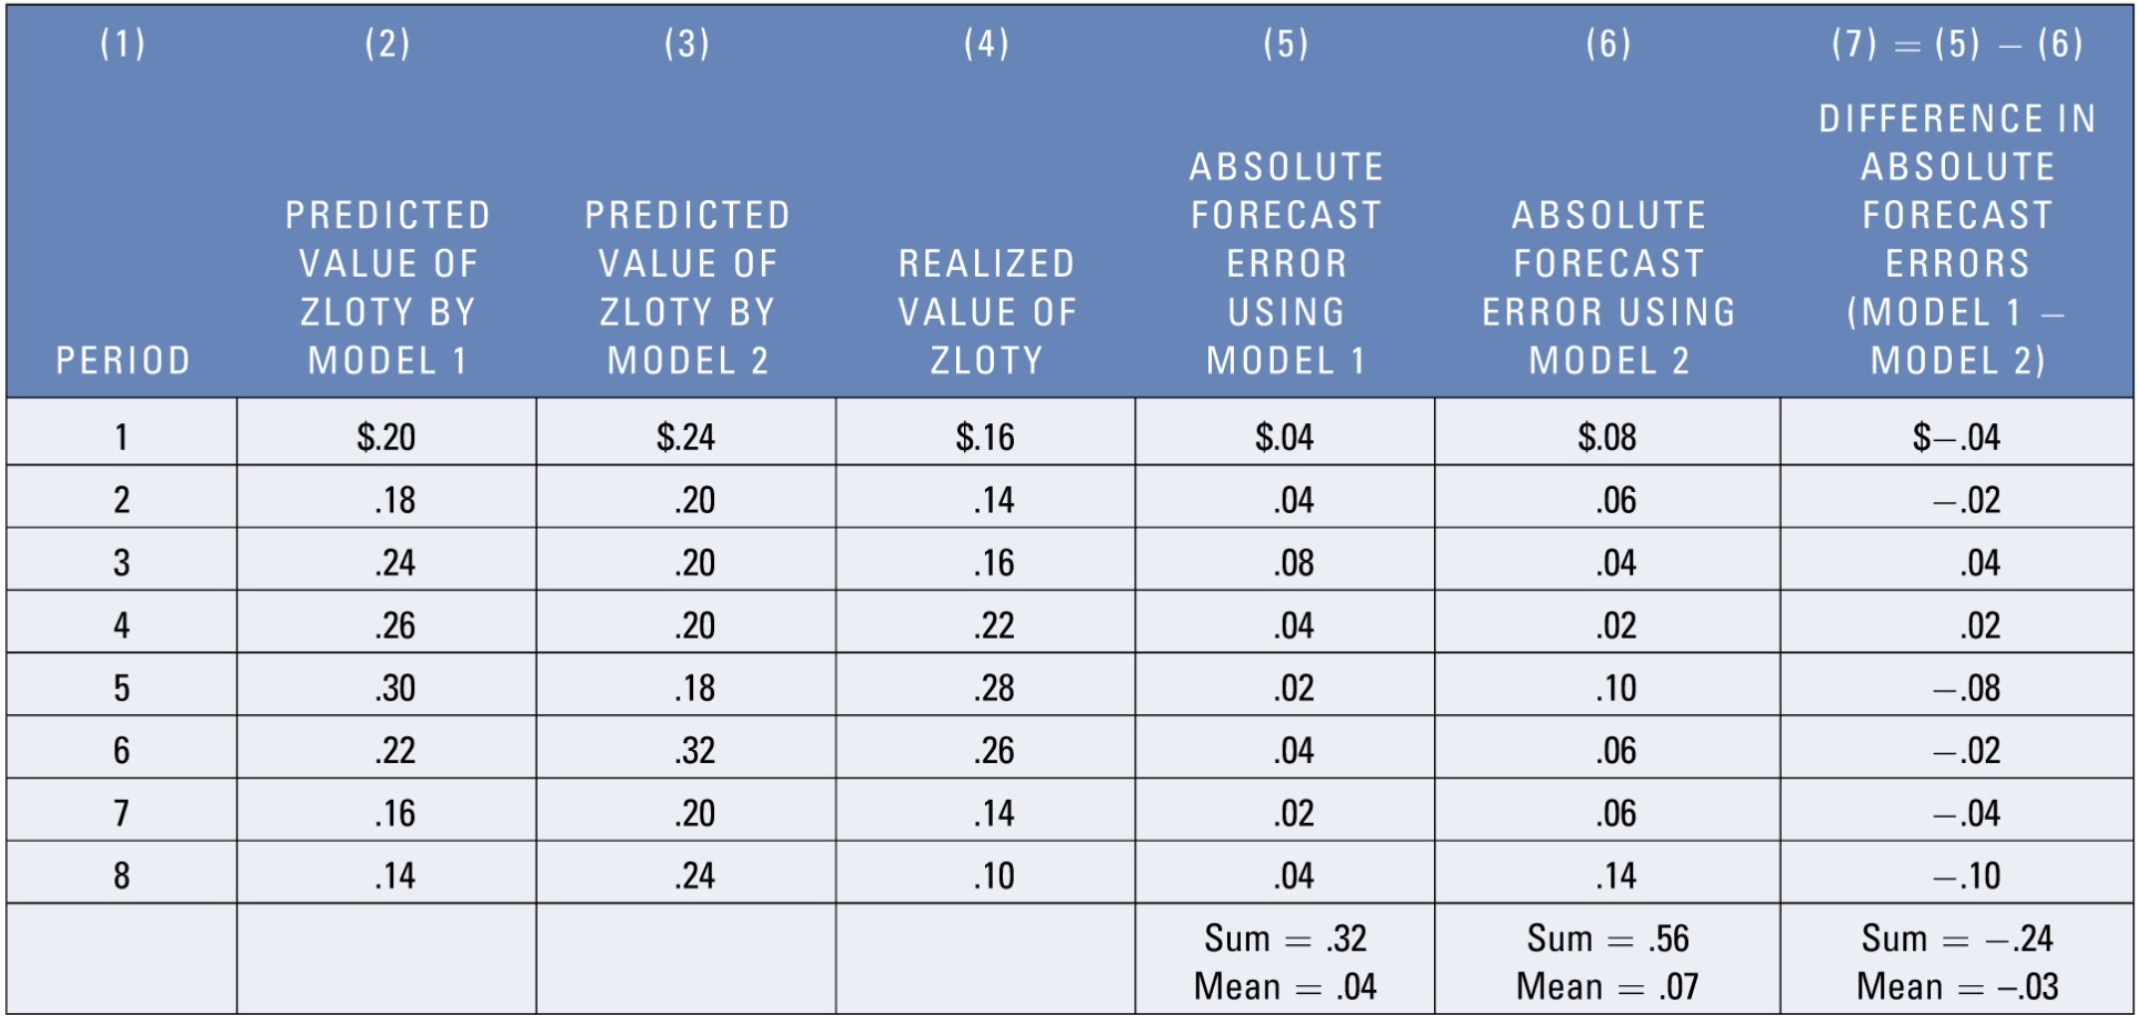 (1) (2) (3) (4) (5) (6) (7) = (5) – (6)
PERIOD
PREDICTED
VALUE OF
ZLOTY BY
MODEL 1
PREDICTED
VALUE OF
ZLOTY BY
MODEL 2
REALIZED
VALUE OF
ZLOTY
ABSOLUTE
FORECAST
ERROR
USING
MODEL 1
ABSOLUTE
FORECAST
ERROR USING
MODEL 2
DIFFERENCE IN
ABSOLUTE
FORECAST
ERRORS
(MODEL 1 –
MODEL 2)
1 $.20 $.24 $.16 $.04 $.08 $–.04
2 .18 .20 .14 .04 .06 –.02
3 .24 .20 .16 .08 .04 .04
4 .26 .20 .22 .04 .02 .02
5 .30 .18 .28 .02 .10 –.08
6 .22 .32 .26 .04 .06 –.02
7 .16 .20 .14 .02 .06 –.04
8 .14 .24 .10 .04 .14 –.10
Sum = .32 Sum = .56 Sum = –.24
Mean = .04 Mean = .07 Mean = –.03